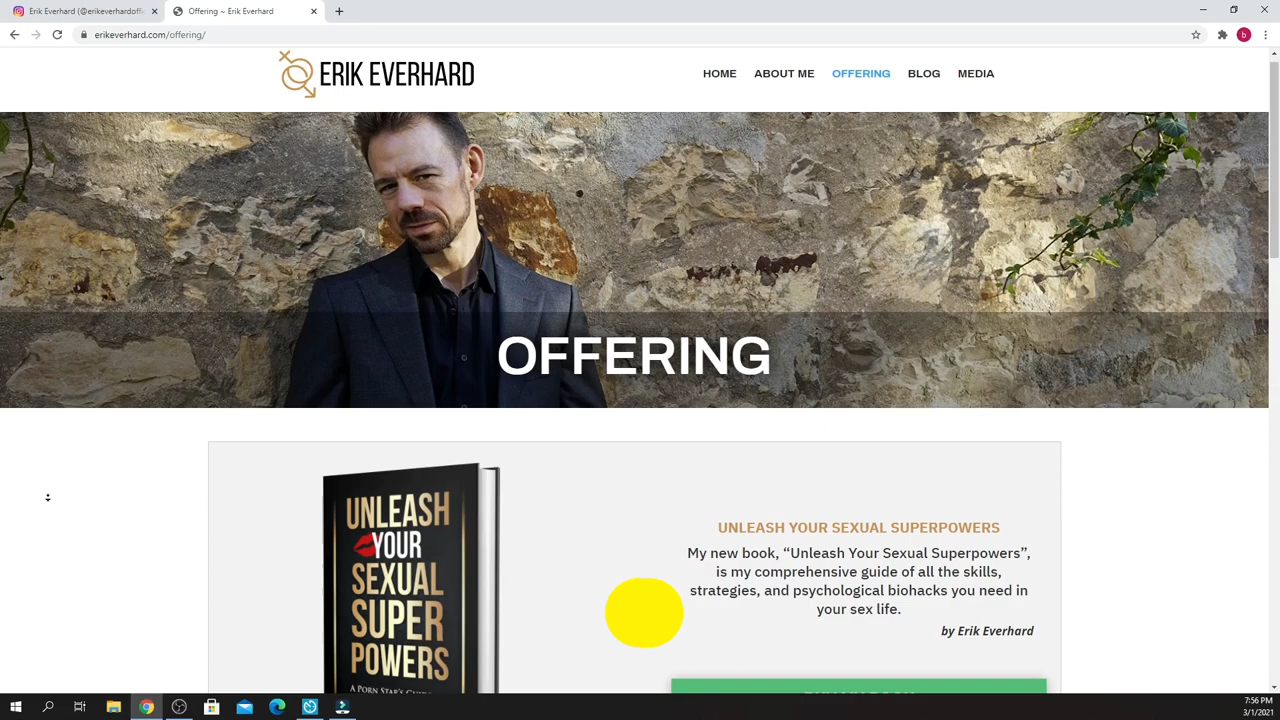 Erik Everhard (@erikeverhardoffi
Offering ~ Erik Everhard
erikeverhard.com/offering/
b
ERIK EVERHARD
HOME
ABOUT ME
OFFERING
BLOG
MEDIA
OFFERING
UNLEASH
YOUR
SEXUAL
SUPER
POWERS
UNLEASH YOUR SEXUAL SUPERPOWERS
My new book, “Unleash Your Sexual Superpowers”,
is my comprehensive guide of all the skills,
strategies, and psychological biohacks you need in
your sex life.
by Erik Everhard
7:56 PM
3/1/2021